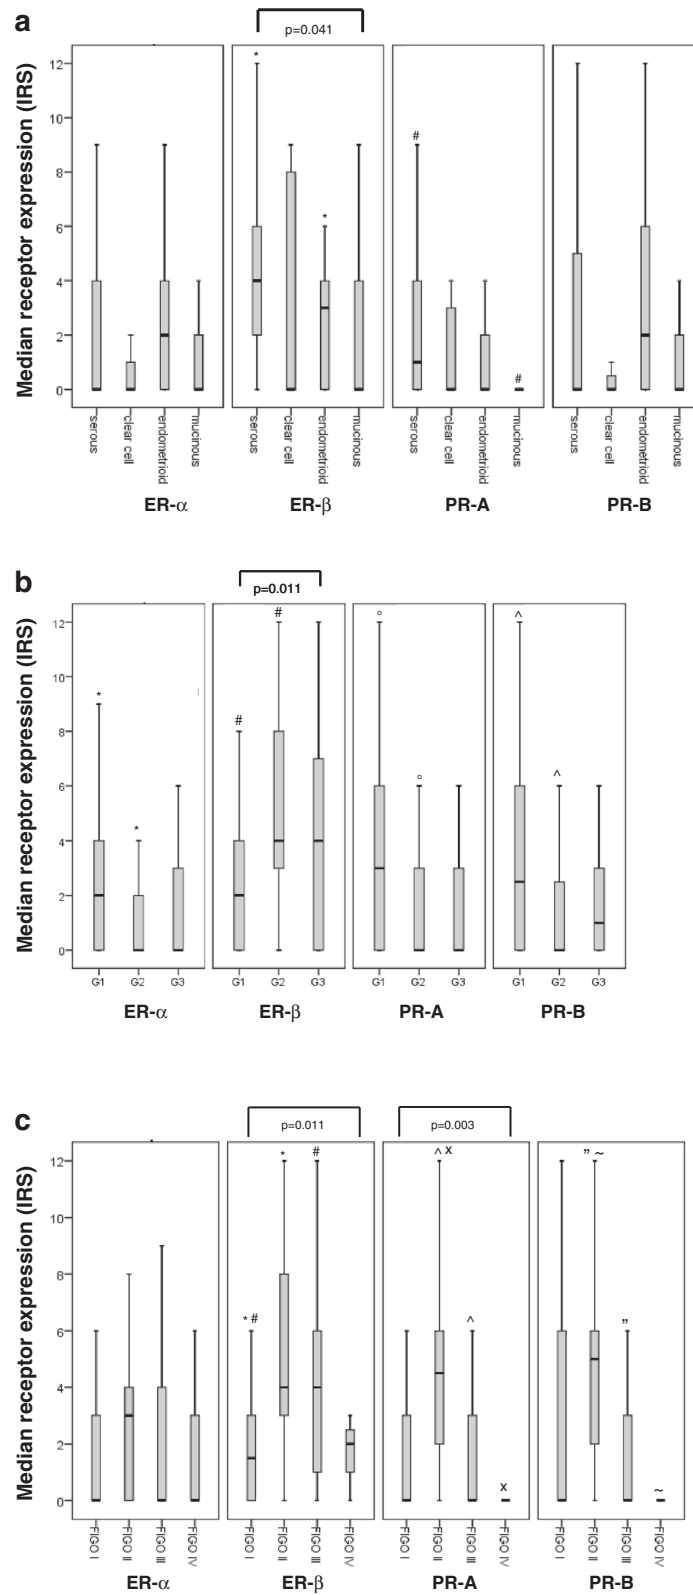 a
p=0.041
Median receptor expression (IRS)
12
10
8
6
4
2
0
* * # #
serous clear cell endometrioid mucinous serous clear cell endometrioid mucinous serous clear cell endometrioid mucinous serous clear cell endometrioid mucinous
ER-α ER-β PR-A PR-B
b
p=0.011
Median receptor expression (IRS)
12
10
8
6
4
2
0
* * # # ° ° ^ ^
G1 G2 G3 G1 G2 G3 G1 G2 G3 G1 G2 G3
ER-α ER-β PR-A PR-B
c
p=0.011 p=0.003
Median receptor expression (IRS)
12
10
8
6
4
2
0
* # * # ^ x ^ x ” ~ ” ~
FIGO I FIGO II FIGO III FIGO IV FIGO I FIGO II FIGO III FIGO IV FIGO I FIGO II FIGO III FIGO IV FIGO I FIGO II FIGO III FIGO IV
ER-α ER-β PR-A PR-B